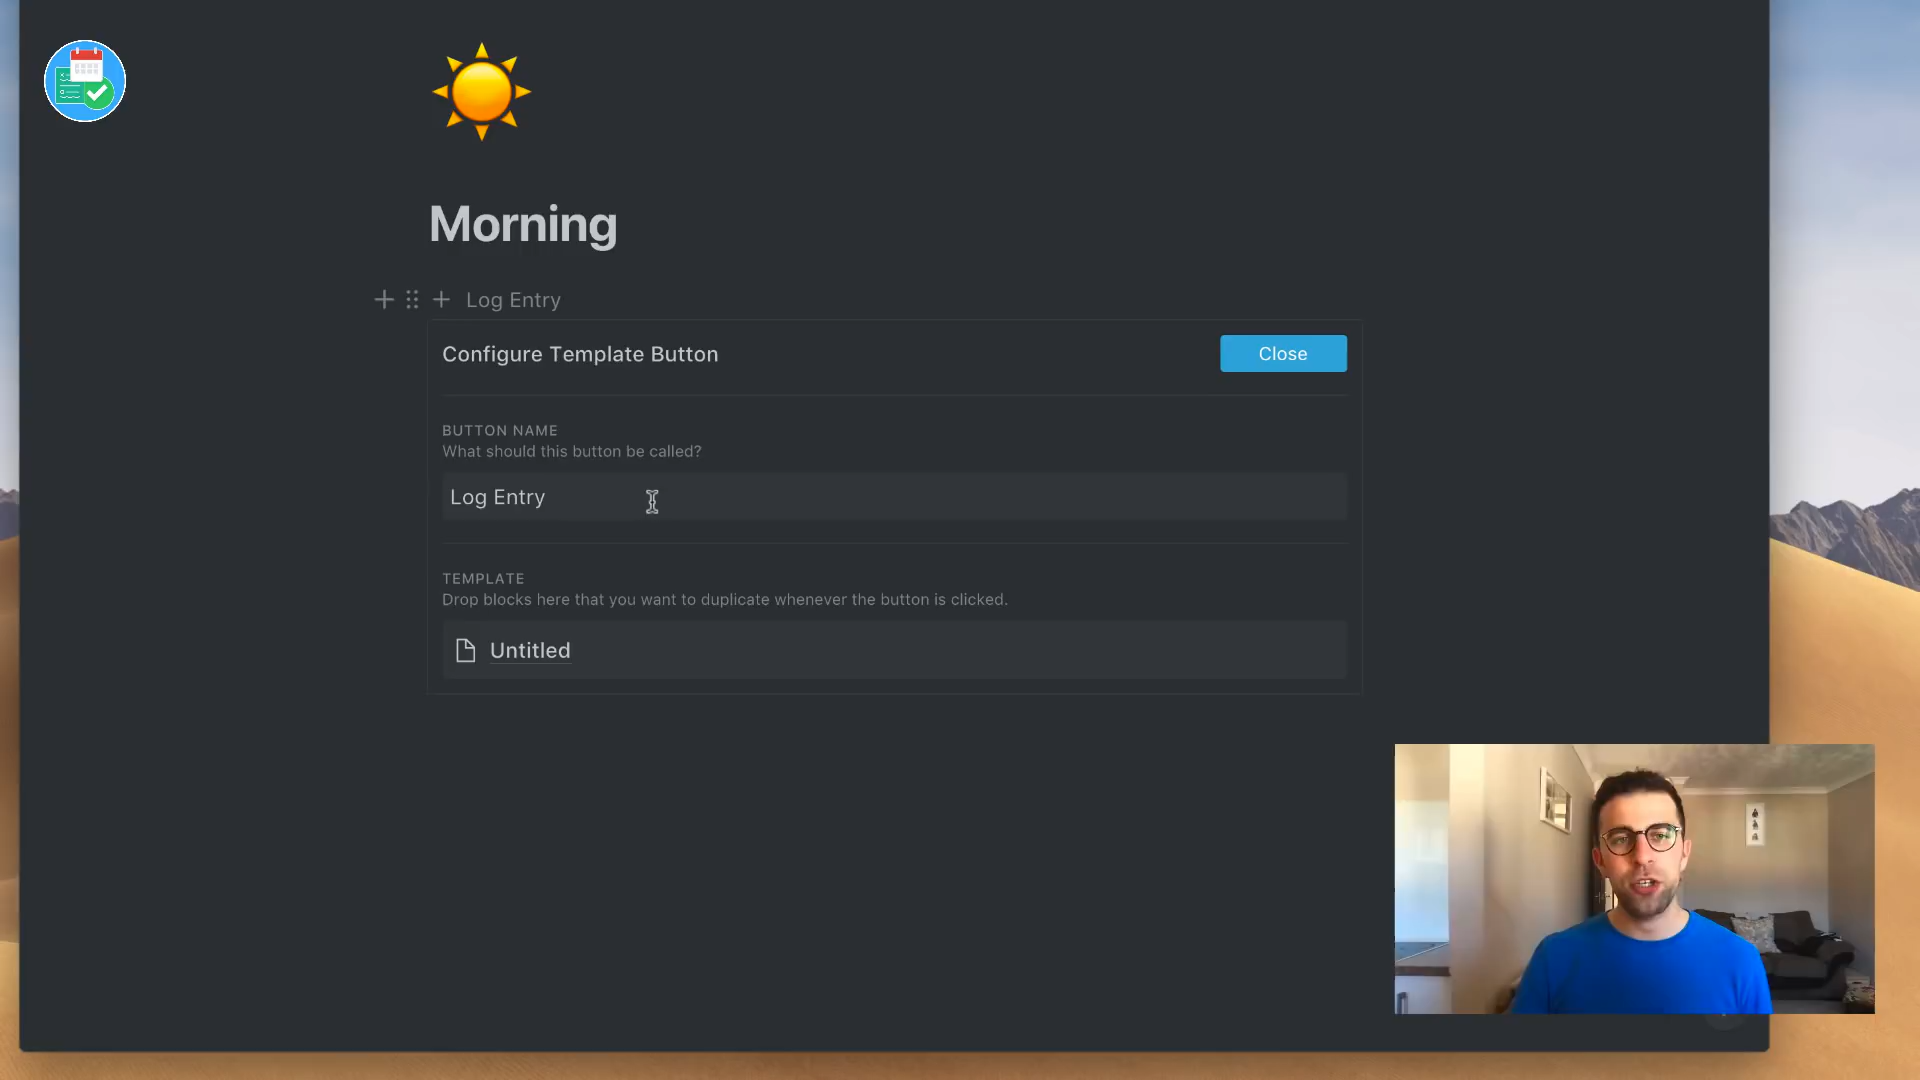 Morning
Log Entry
Configure Template Button
Close
BUTTON NAME
What should this button be called?
Log Entry
TEMPLATE
Drop blocks here that you want to duplicate whenever the button is clicked.
Untitled